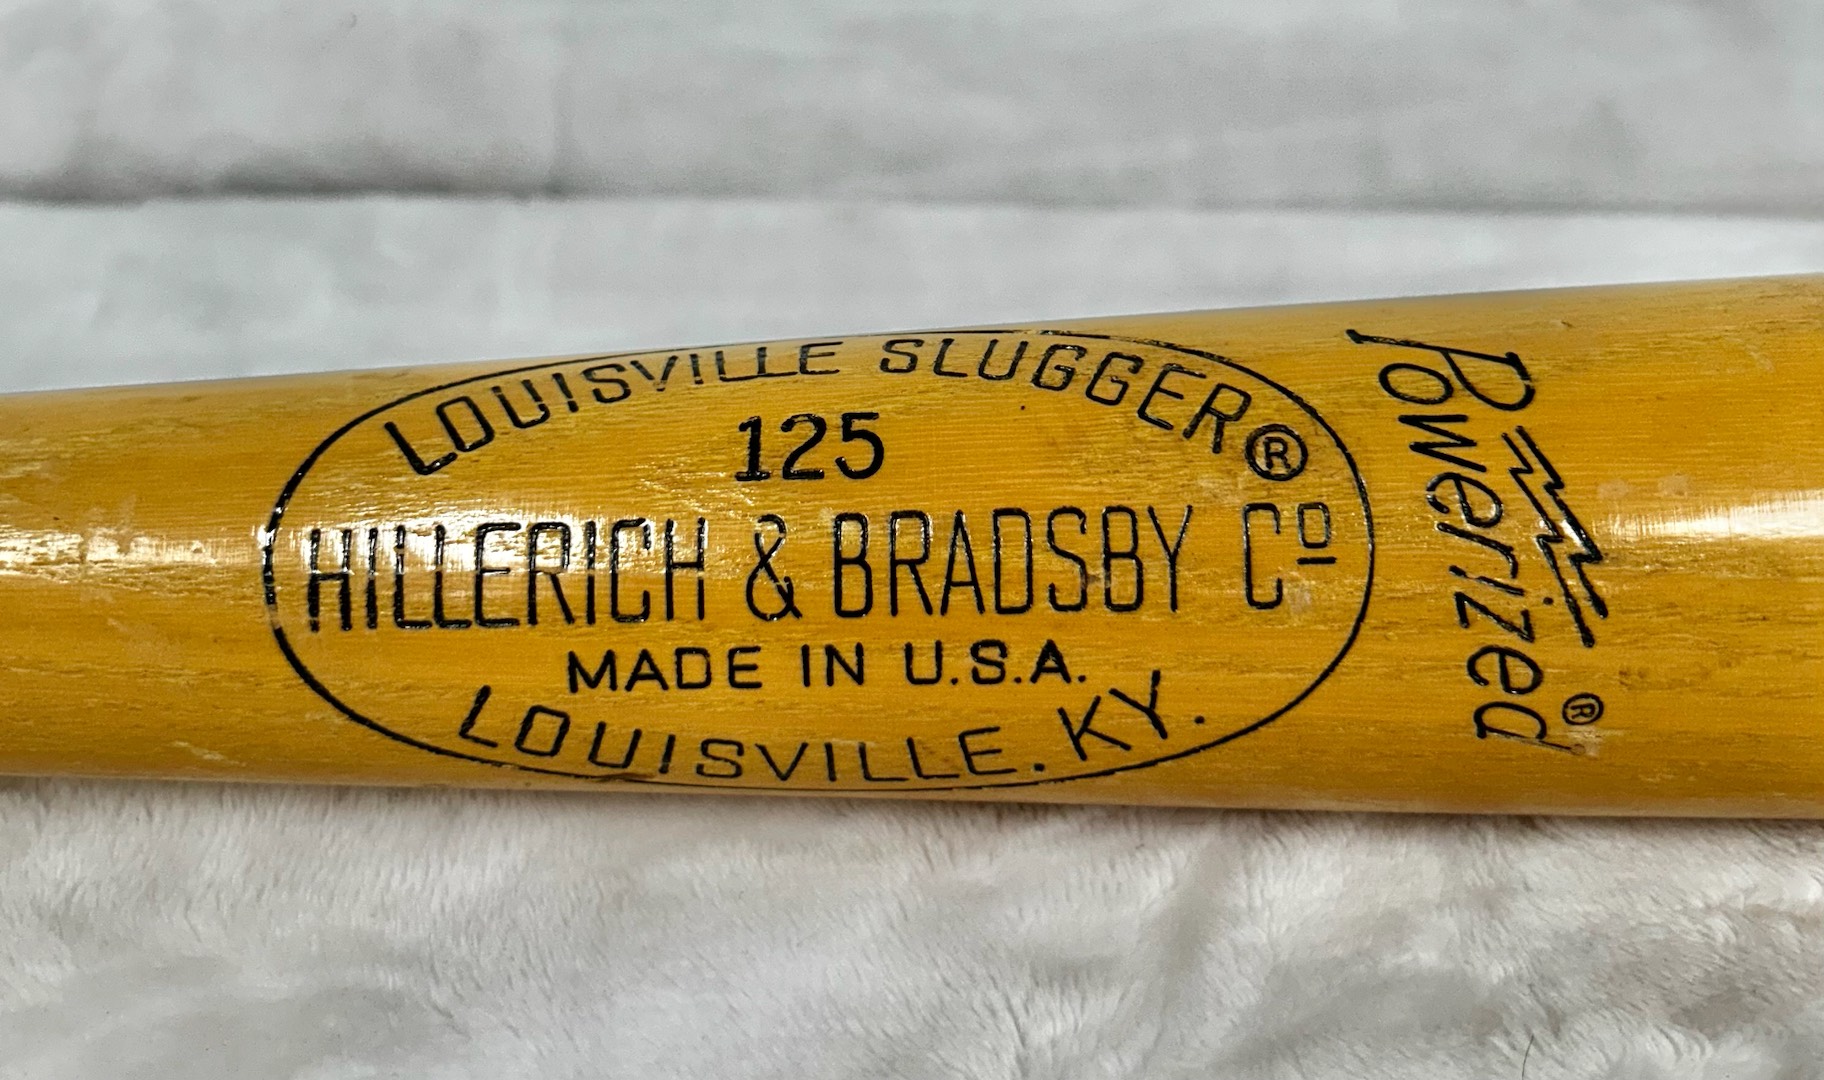 LOUISVILLE SLUGGER®
125
HILLERICH & BRADSBY Cº
MADE IN U.S.A.
LOUISVILLE. KY.
Powerized®